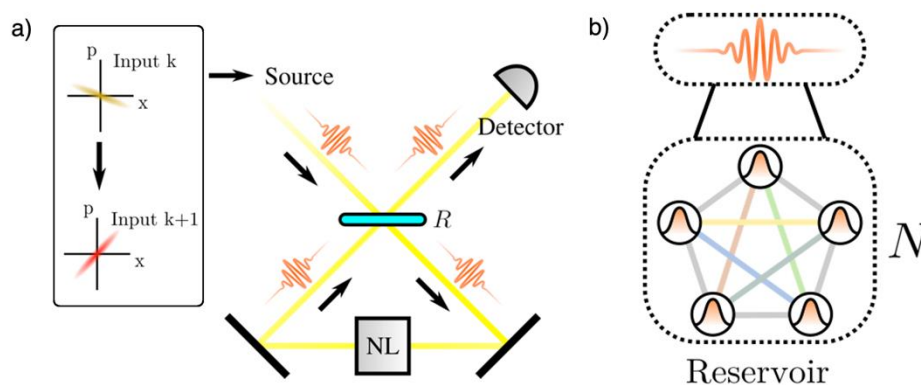 a)
p
Input k
x
p
Input k+1
x
Source
Detector
R
NL
b)
N
Reservoir